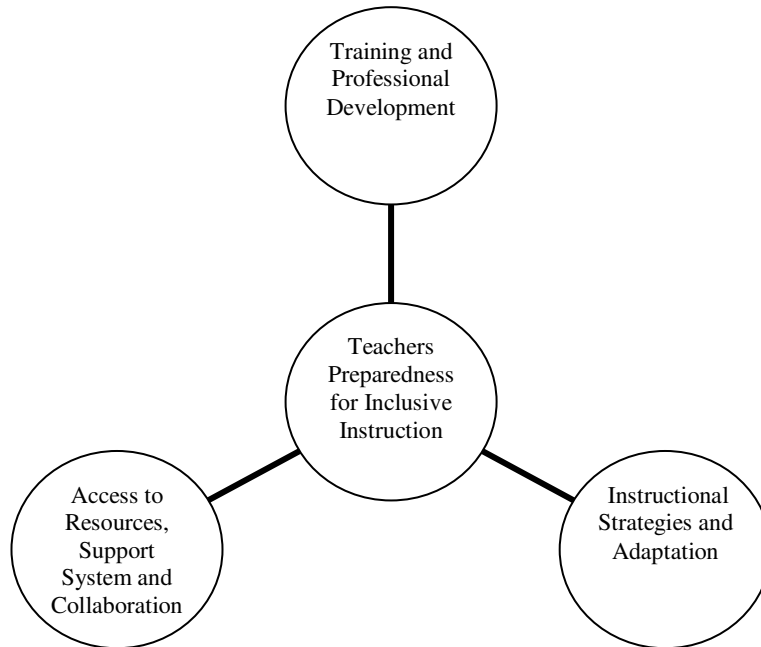 Training and
Professional
Development
Teachers
Preparedness
for Inclusive
Instruction
Access to
Resources,
Support
System and
Collaboration
Instructional
Strategies and
Adaptation